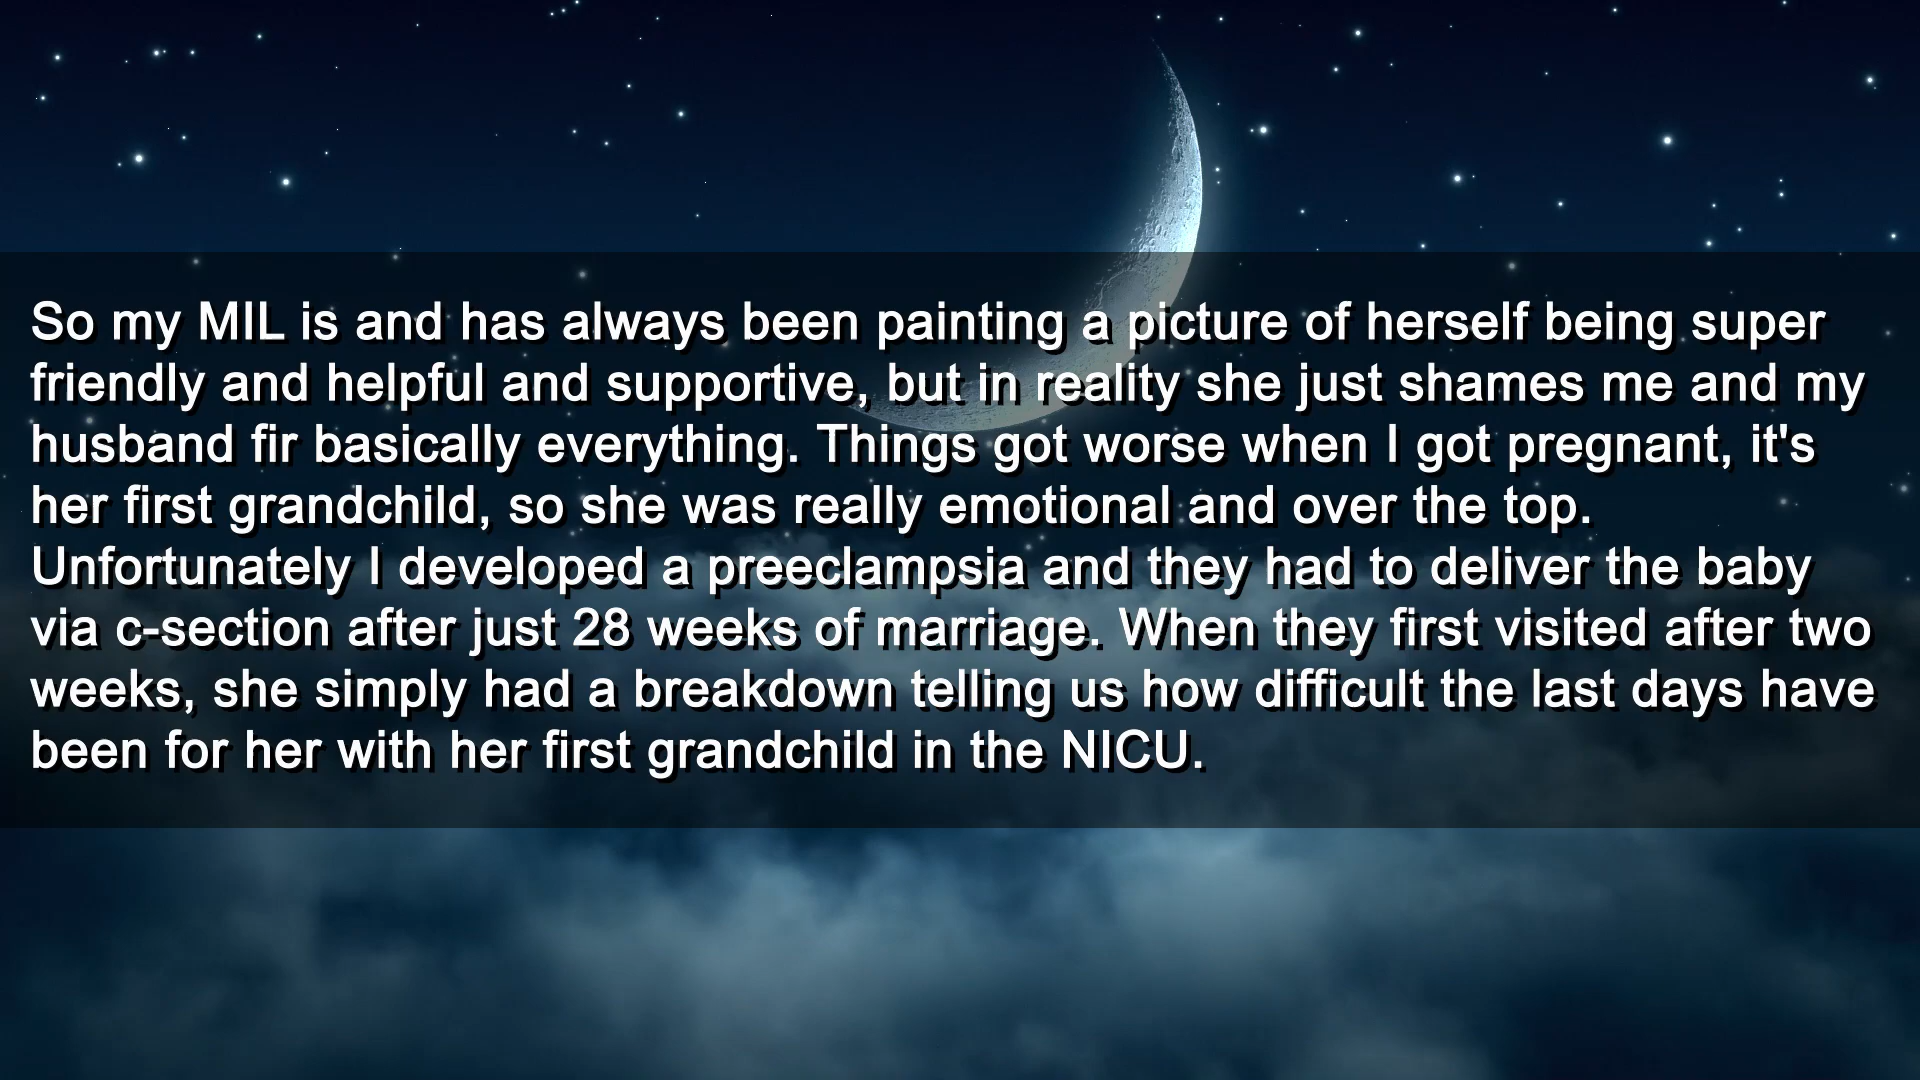 So my MIL is and has always been painting a picture of herself being super
friendly and helpful and supportive, but in reality she just shames me and my
husband fir basically everything. Things got worse when I got pregnant, it's
her first grandchild, so she was really emotional and over the top.
Unfortunately I developed a preeclampsia and they had to deliver the baby
via c-section after just 28 weeks of marriage. When they first visited after two
weeks, she simply had a breakdown telling us how difficult the last days have
been for her with her first grandchild in the NICU.